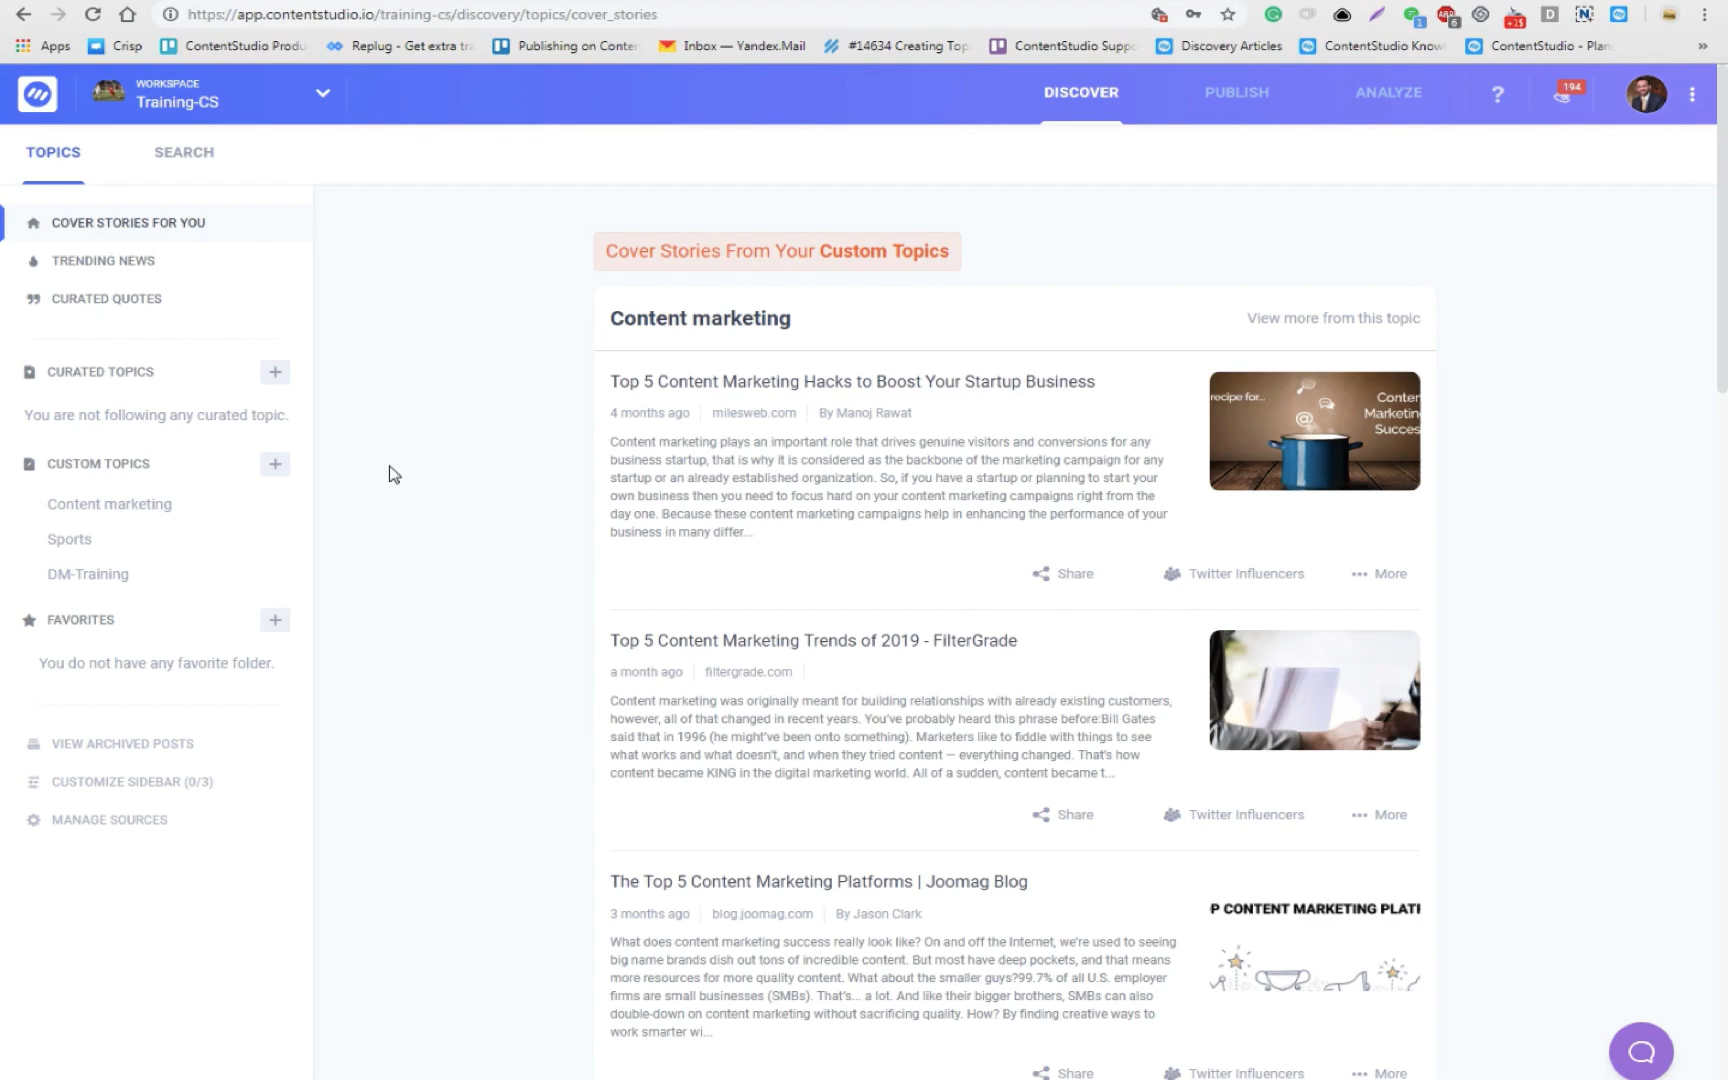 https://app.contentstudio.io/training-cs/discovery/topics/cover_stories
1
6
+1$
D
N
Apps
Crisp
ContentStudio Produ
Replug - Get extra tra
Publishing on Conten
Inbox — Yandex.Mail
#14634 Creating Top
ContentStudio Suppo
Discovery Articles
ContentStudio Know
ContentStudio - Plan
»
WORKSPACE
Training-CS
DISCOVER
PUBLISH
ANALYZE
?
194
TOPICS
SEARCH
COVER STORIES FOR YOU
TRENDING NEWS
CURATED QUOTES
CURATED TOPICS
+
You are not following any curated topic.
CUSTOM TOPICS
+
Content marketing
Sports
DM-Training
FAVORITES
+
You do not have any favorite folder.
VIEW ARCHIVED POSTS
CUSTOMIZE SIDEBAR (0/3)
MANAGE SOURCES
Cover Stories From Your Custom Topics
Content marketing
View more from this topic
Top 5 Content Marketing Hacks to Boost Your Startup Business
4 months ago
milesweb.com
By Manoj Rawat
Content marketing plays an important role that drives genuine visitors and conversions for any
business startup, that is why it is considered as the backbone of the marketing campaign for any
startup or an already established organization. So, if you have a startup or planning to start your
own business then you need to focus hard on your content marketing campaigns right from the
day one. Because these content marketing campaigns help in enhancing the performance of your
business in many differ...
recipe for...
Conten
Marketing
Succes
Share
Twitter Influencers
More
Top 5 Content Marketing Trends of 2019 - FilterGrade
a month ago
filtergrade.com
Content marketing was originally meant for building relationships with already existing customers,
however, all of that changed in recent years. You've probably heard this phrase before:Bill Gates
said that in 1996 (he might've been onto something). Marketers like to fiddle with things to see
what works and what doesn't, and when they tried content — everything changed. That's how
content became KING in the digital marketing world. All of a sudden, content became t...
Share
Twitter Influencers
More
The Top 5 Content Marketing Platforms | Joomag Blog
3 months ago
blog.joomag.com
By Jason Clark
What does content marketing success really look like? On and off the Internet, we're used to seeing
big name brands dish out tons of incredible content. But most have deep pockets, and that means
more resources for more quality content. What about the smaller guys?99.7% of all U.S. employer
firms are small businesses (SMBs). That's... a lot. And like their bigger brothers, SMBs can also
double-down on content marketing without sacrificing quality. How? By finding creative ways to
work smarter wi...
P CONTENT MARKETING PLATF
Share
Twitter Influencers
More